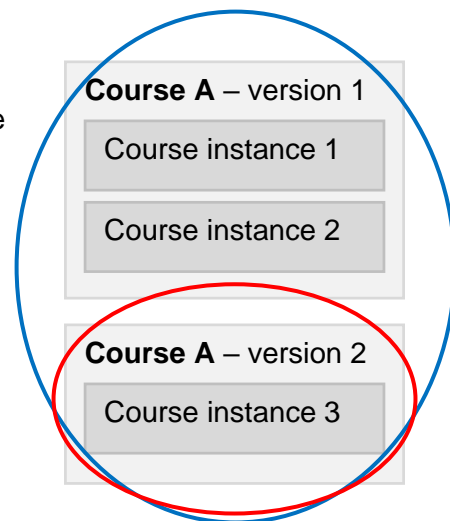 Course A – version 1
e
Course instance 1
Course instance 2
Course A – version 2
Course instance 3